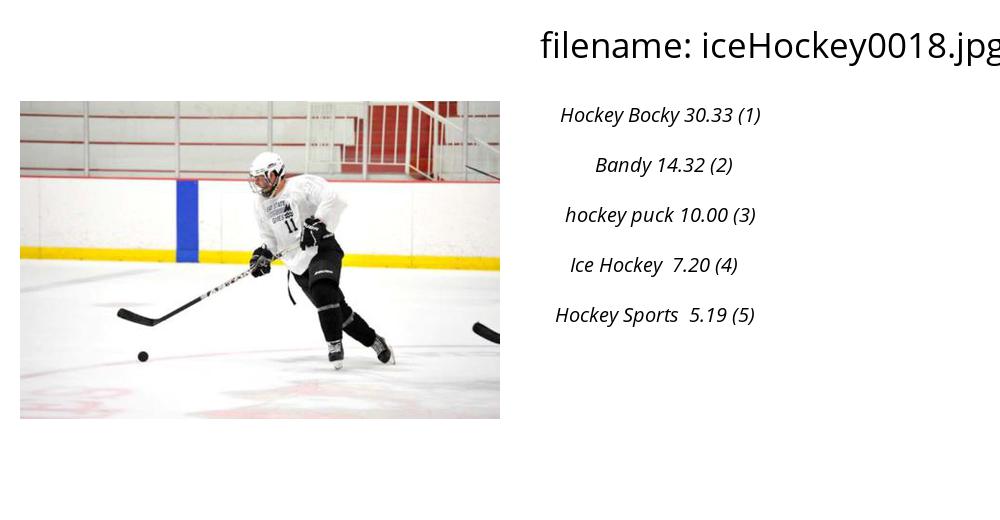 filename: iceHockey0018.jpg
Hockey Bocky 30.33 (1)
Bandy 14.32 (2)
hockey puck 10.00 (3)
Ice Hockey 7.20 (4)
Hockey Sports 5.19 (5)
11